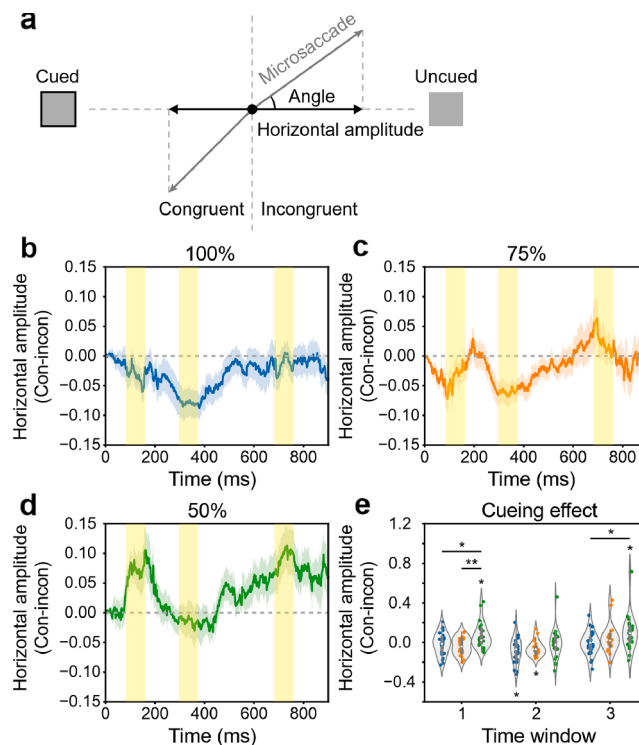 a
Cued
Uncued
Microsaccade
Angle
Horizontal amplitude
Congruent
Incongruent
b
100%
Horizontal amplitude
(Con-incon)
0.15
0.10
0.05
0.00
−0.05
−0.10
−0.15
0 200 400 600 800
Time (ms)
c
75%
Horizontal amplitude
(Con-incon)
0.15
0.10
0.05
0.00
−0.05
−0.10
−0.15
0 200 400 600 800
Time (ms)
d
50%
Horizontal amplitude
(Con-incon)
0.15
0.10
0.05
0.00
−0.05
−0.10
−0.15
0 200 400 600 800
Time (ms)
e
Cueing effect
Horizontal amplitude
(Con-incon)
1.2
0.8
0.4
0.0
−0.4
*
**
*
*
*
*
*
1 2 3
Time window